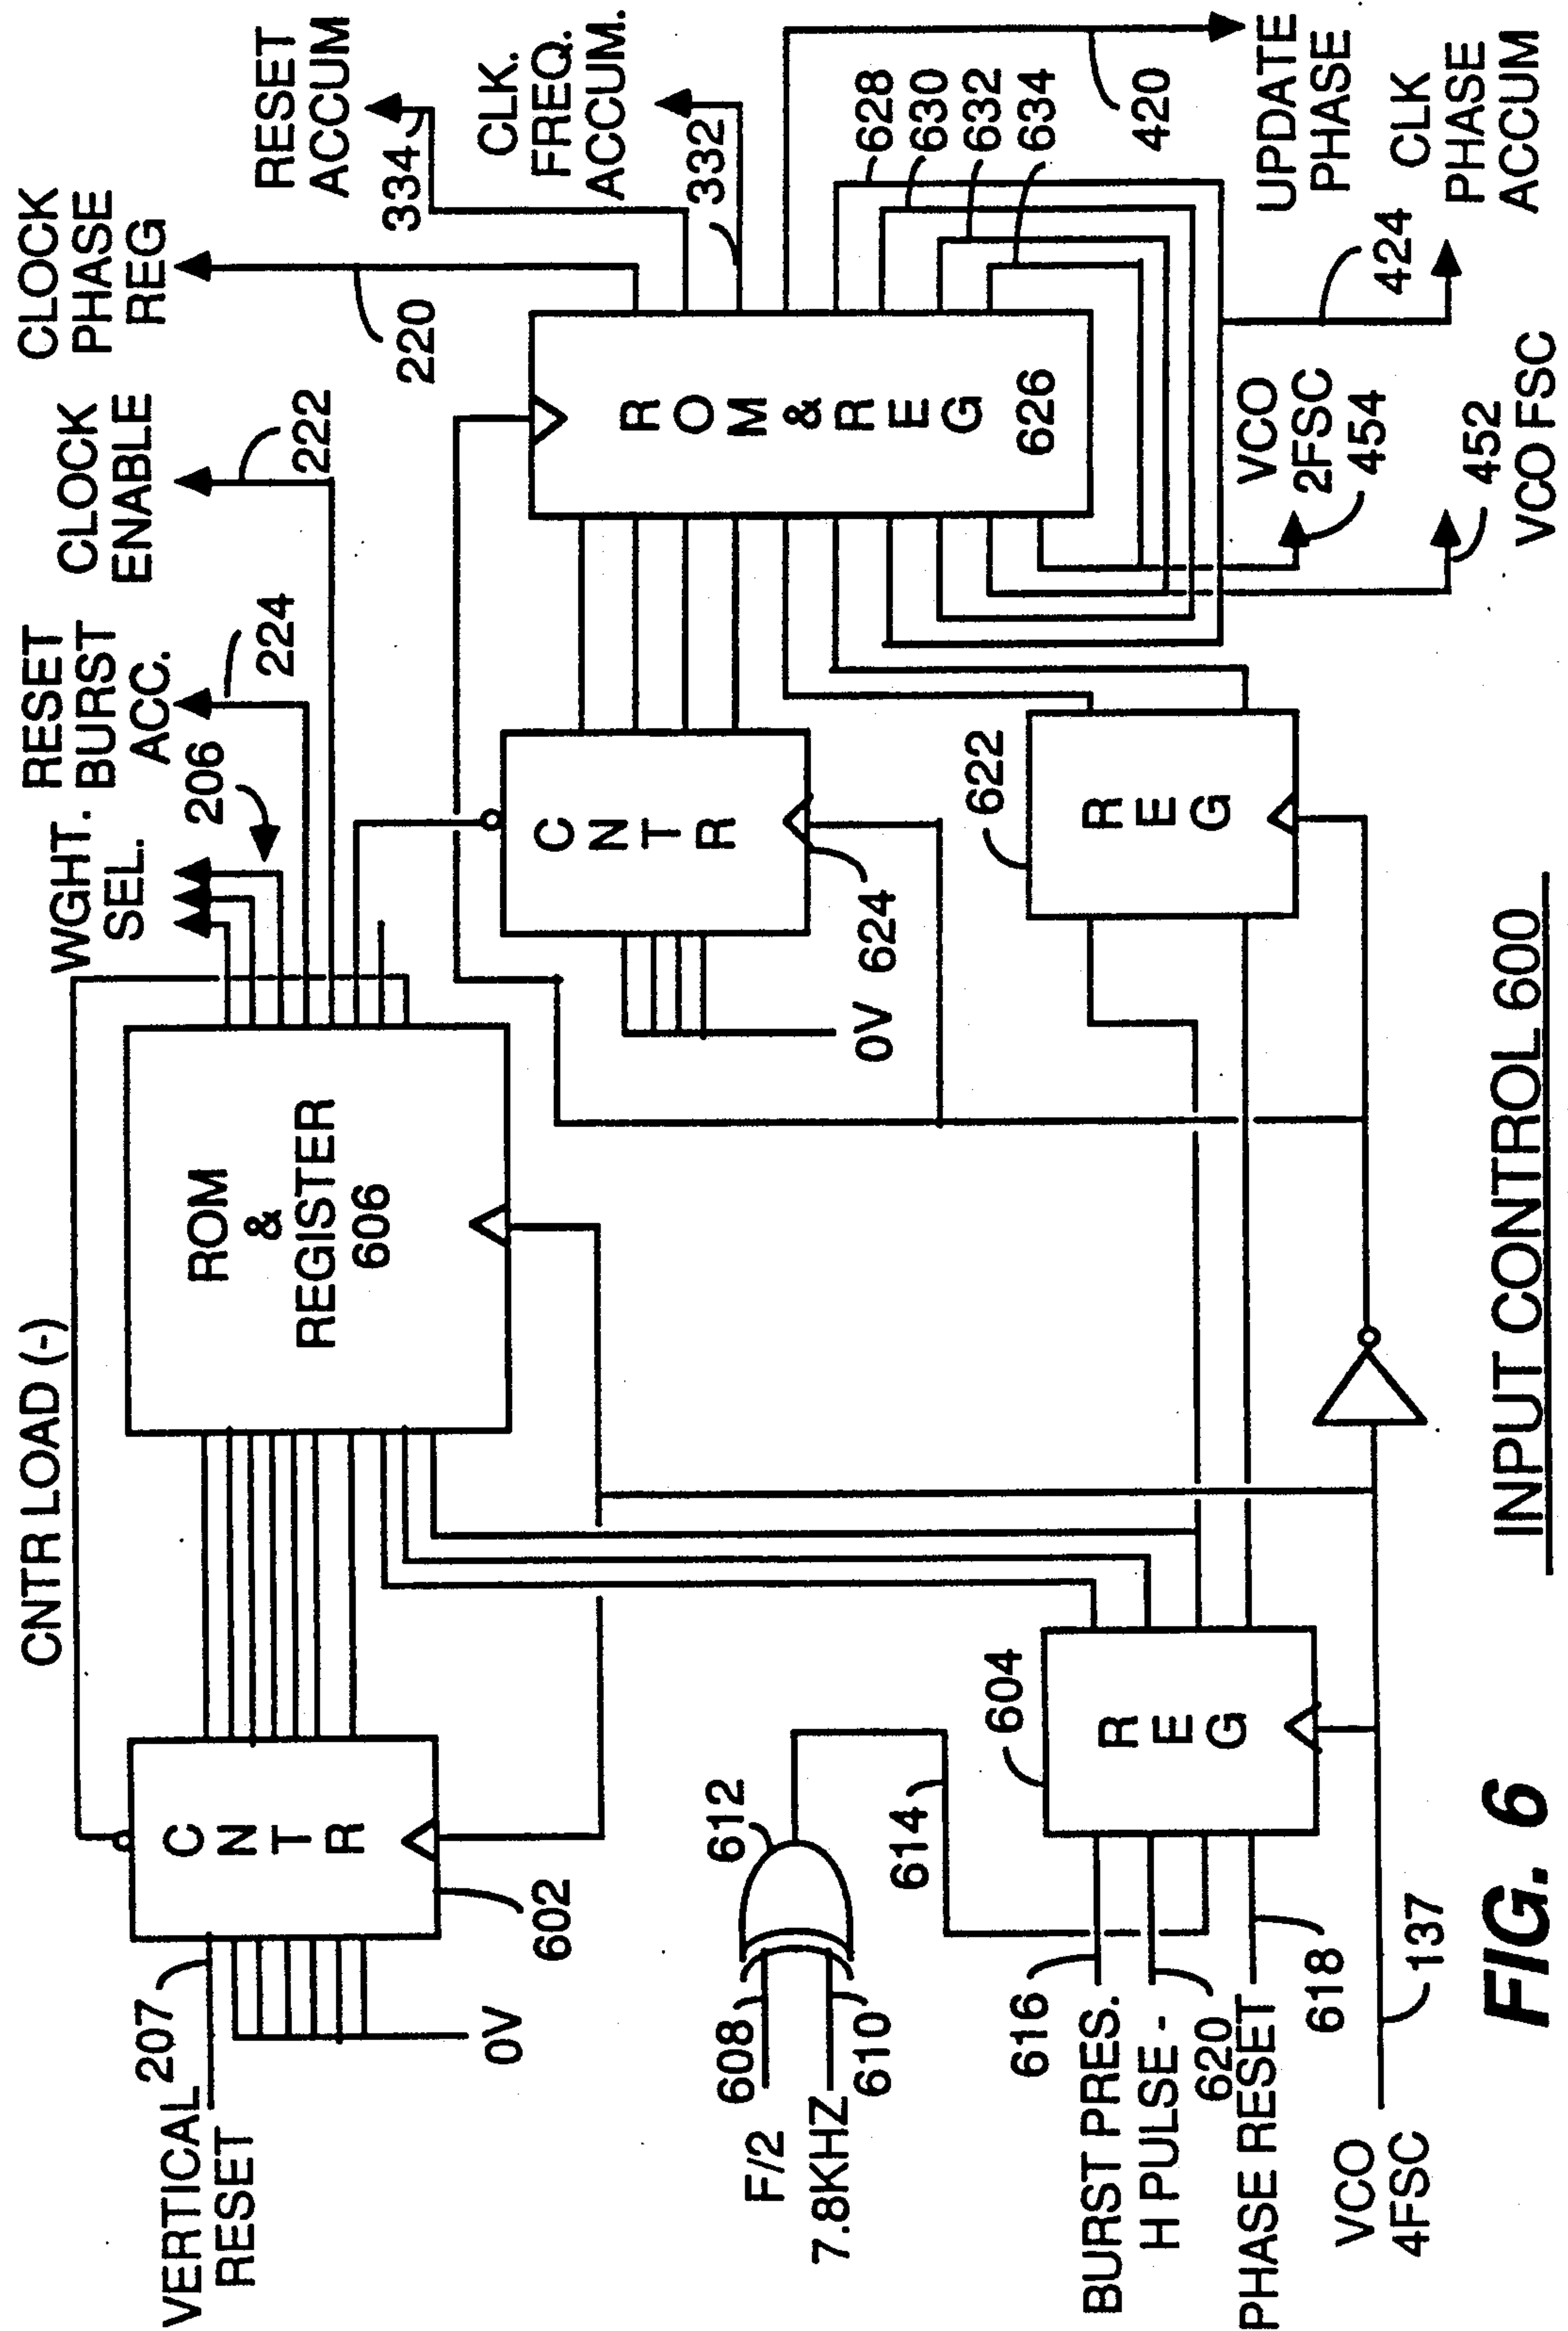 CNTR LOAD (-)
VERTICAL
RESET
207
0V
C
N
T
R
602
ROM
&
REGISTER
606
WGHT.
SEL.
206
RESET
BURST
ACC.
224
CLOCK
ENABLE
222
CLOCK
PHASE
REG
220
RESET
ACCUM
334
CLK.
FREQ.
ACCUM.
332
C
N
T
R
624
0V
R
O
M
&
R
E
G
626
628
630
632
634
420
UPDATE
PHASE
424
CLK
PHASE
ACCUM
VCO
2FSC
454
452
VCO FSC
622
R
E
G
F/2
608
7.8KHZ
610
612
614
604
R
E
G
616
BURST PRES.
H PULSE -
620
PHASE RESET
618
VCO
4FSC
137
FIG. 6
INPUT CONTROL 600